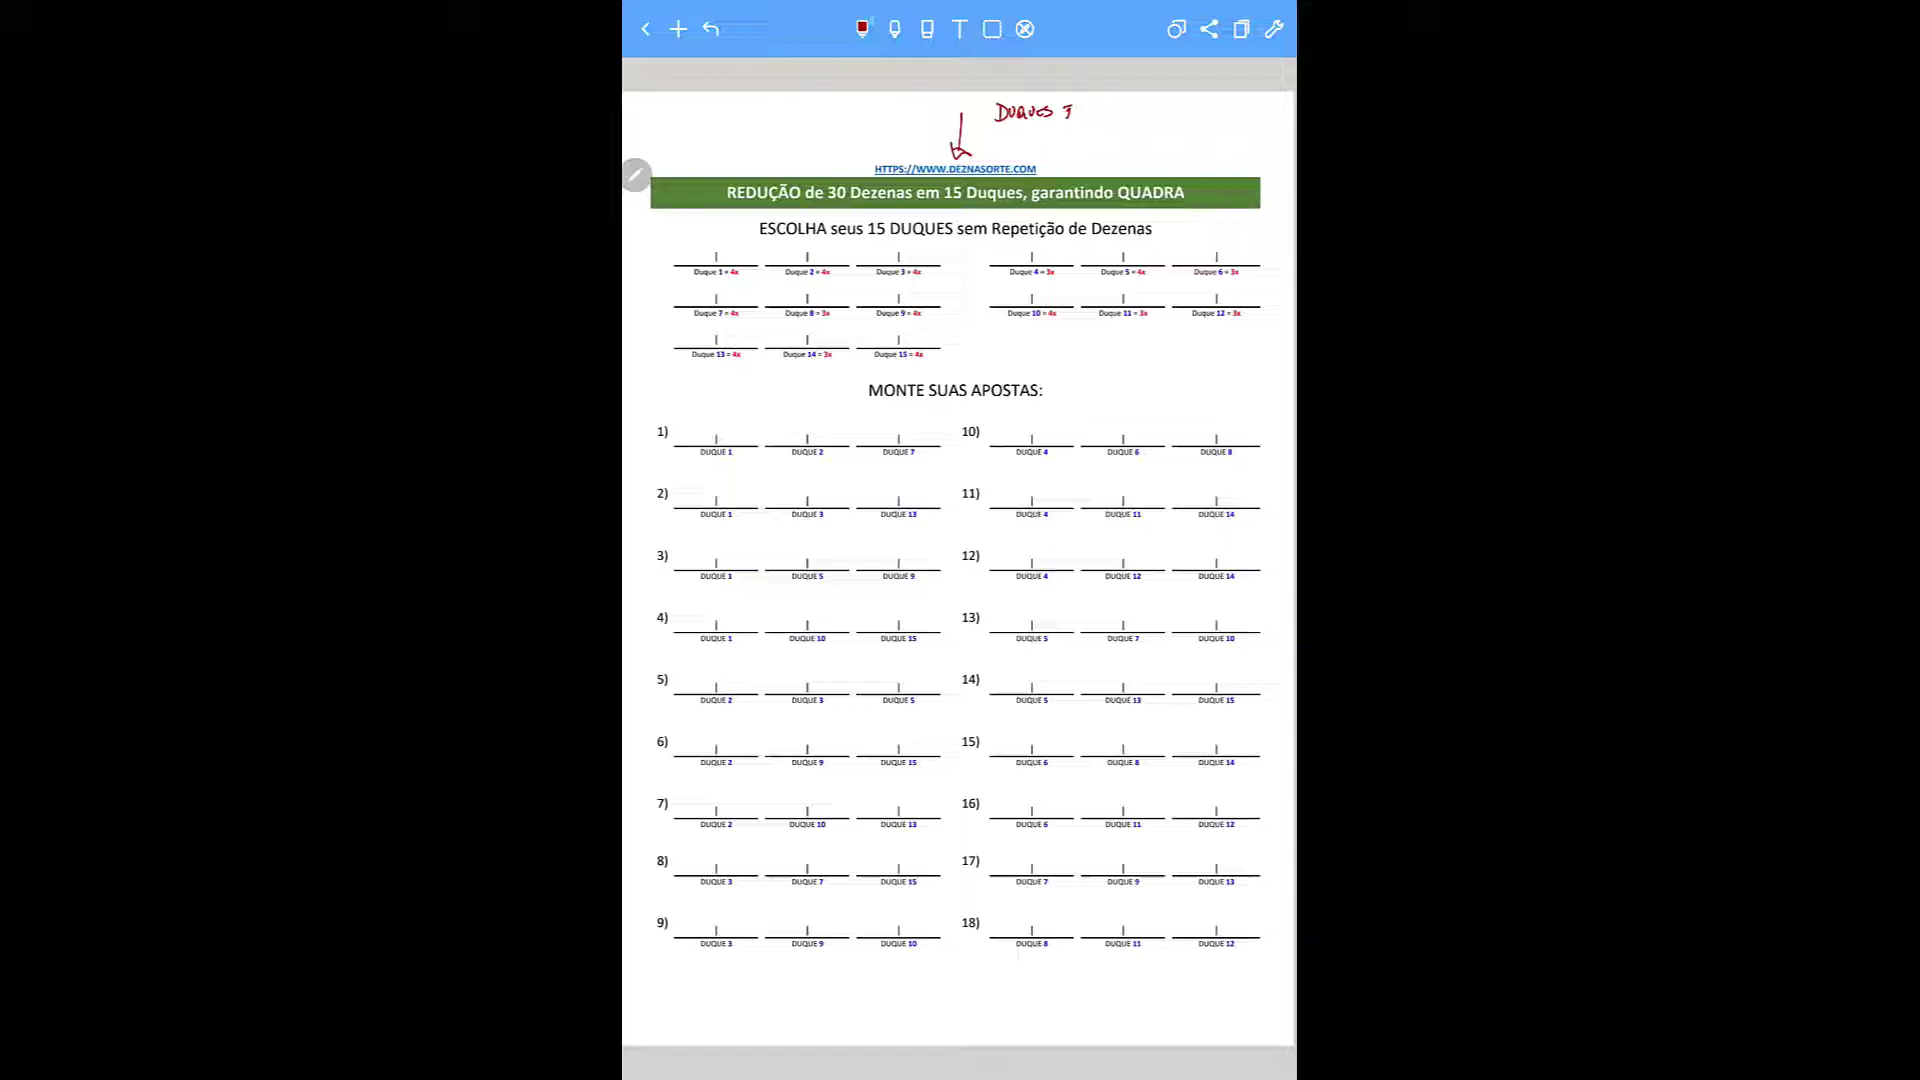 DUQUES
HTTPS://WWW.DEZNASORTE.COM
REDUÇÃO de 30 Dezenas em 15 Duques, garantindo QUADRA
ESCOLHA seus 15 DUQUES sem Repetição de Dezenas
Duque 1 = 4x Duque 2 = 4x Duque 3 = 4x Duque 4 = 3x Duque 5 = 4x Duque 6 = 3x
Duque 7 = 4x Duque 8 = 3x Duque 9 = 4x Duque 10 = 4x Duque 11 = 3x Duque 12 = 3x
Duque 13 = 4x Duque 14 = 3x Duque 15 = 4x
MONTE SUAS APOSTAS:
1) 10)
DUQUE 1 DUQUE 2 DUQUE 7 DUQUE 4 DUQUE 6 DUQUE 8
2) 11)
DUQUE 1 DUQUE 3 DUQUE 13 DUQUE 4 DUQUE 11 DUQUE 14
3) 12)
DUQUE 1 DUQUE 5 DUQUE 9 DUQUE 4 DUQUE 12 DUQUE 14
4) 13)
DUQUE 1 DUQUE 10 DUQUE 15 DUQUE 5 DUQUE 7 DUQUE 10
5) 14)
DUQUE 2 DUQUE 3 DUQUE 5 DUQUE 5 DUQUE 13 DUQUE 15
6) 15)
DUQUE 2 DUQUE 9 DUQUE 15 DUQUE 6 DUQUE 8 DUQUE 14
7) 16)
DUQUE 2 DUQUE 10 DUQUE 13 DUQUE 6 DUQUE 11 DUQUE 12
8) 17)
DUQUE 3 DUQUE 7 DUQUE 15 DUQUE 7 DUQUE 9 DUQUE 13
9) 18)
DUQUE 3 DUQUE 9 DUQUE 10 DUQUE 8 DUQUE 11 DUQUE 12